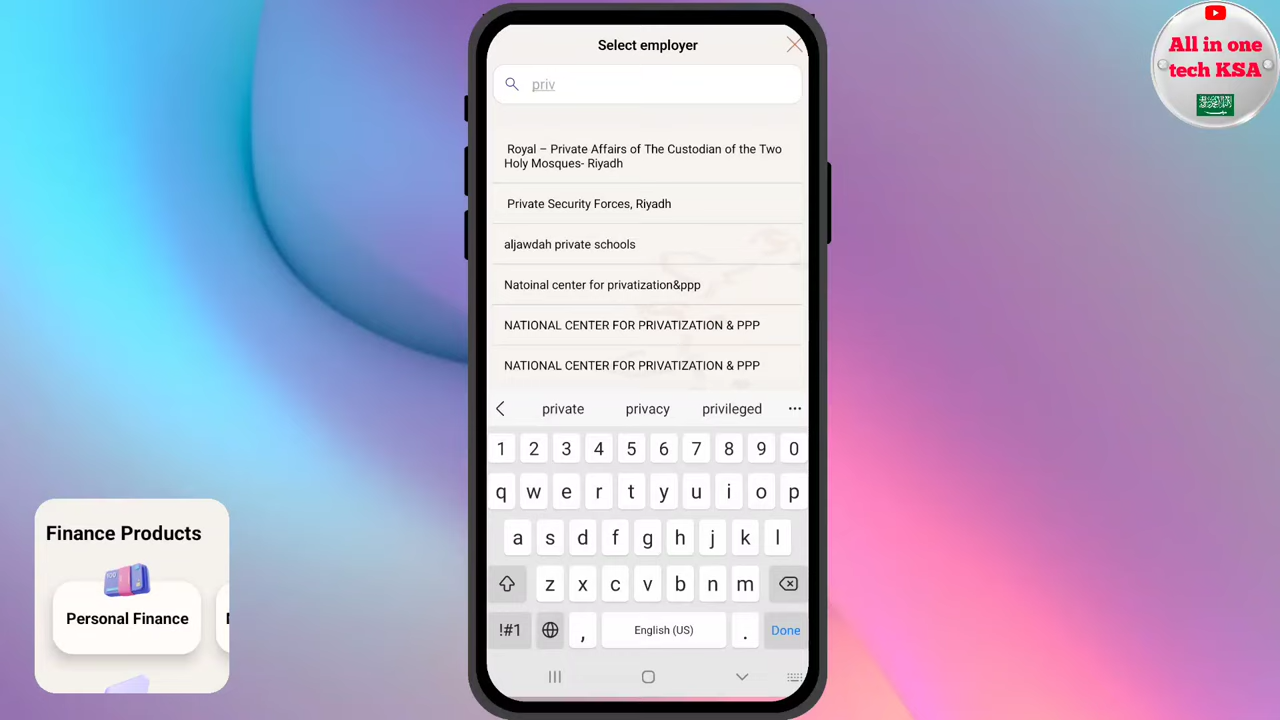 Select employer
priv
Royal – Private Affairs of The Custodian of the Two
Holy Mosques- Riyadh
Private Security Forces, Riyadh
aljawdah private schools
Natoinal center for privatization&ppp
NATIONAL CENTER FOR PRIVATIZATION & PPP
NATIONAL CENTER FOR PRIVATIZATION & PPP
private privacy privileged
1 2 3 4 5 6 7 8 9 0
q w e r t y u i o p
a s d f g h j k l
z x c v b n m
!#1 , English (US) . Done
All in one
tech KSA
Finance Products
Personal Finance